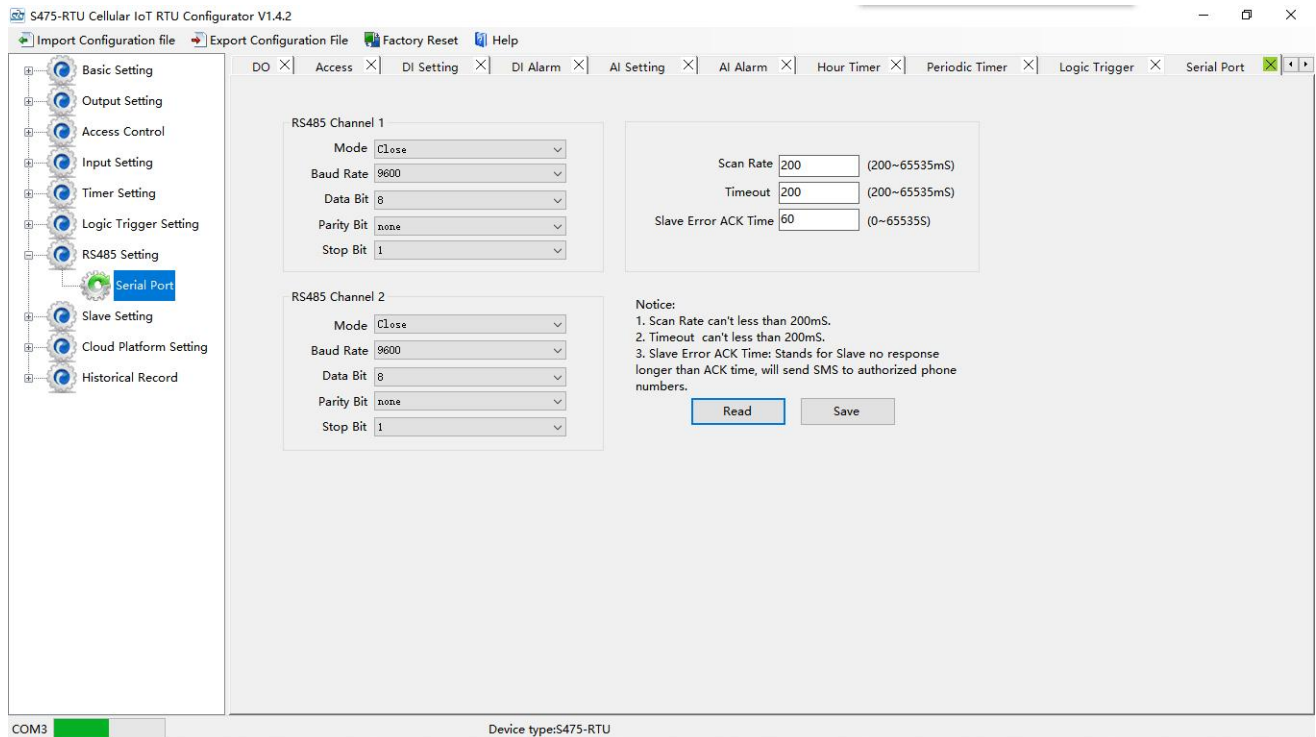 S475-RTU Cellular IoT RTU Configurator V1.4.2
Import Configuration file Export Configuration File Factory Reset Help
Basic Setting
Output Setting
Access Control
Input Setting
Timer Setting
Logic Trigger Setting
RS485 Setting
Serial Port
Slave Setting
Cloud Platform Setting
Historical Record
DO Access DI Setting DI Alarm AI Setting AI Alarm Hour Timer Periodic Timer Logic Trigger Serial Port
RS485 Channel 1
Mode Close
Baud Rate 9600
Data Bit 8
Parity Bit none
Stop Bit 1
Scan Rate 200 (200~65535mS)
Timeout 200 (200~65535mS)
Slave Error ACK Time 60 (0~65535S)
RS485 Channel 2
Mode Close
Baud Rate 9600
Data Bit 8
Parity Bit none
Stop Bit 1
Notice:
1. Scan Rate can't less than 200mS.
2. Timeout can't less than 200mS.
3. Slave Error ACK Time: Stands for Slave no response
longer than ACK time, will send SMS to authorized phone
numbers.
Read Save
COM3 Device type:S475-RTU